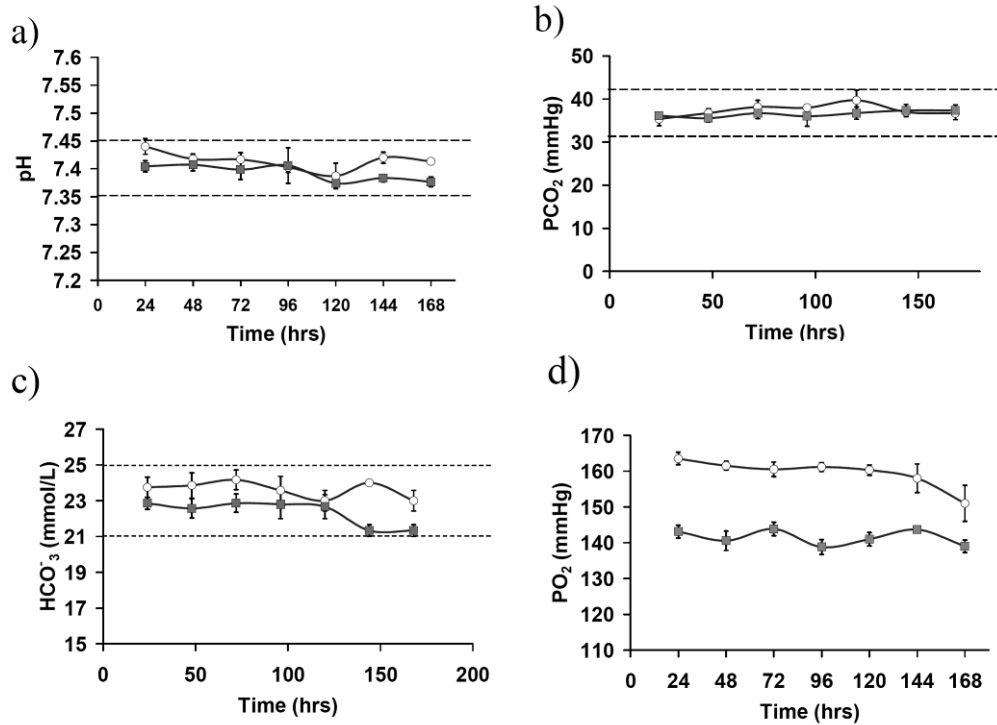 a)
7.6
7.55
7.5
7.45
7.4
7.35
7.3
7.25
7.2
pH
0 24 48 72 96 120 144 168
Time (hrs)
b)
50
40
30
20
10
0
PCO₂ (mmHg)
0 50 100 150
Time (hrs)
c)
27
25
23
21
19
17
15
HCO⁻₃ (mmol/L)
0 50 100 150 200
Time (hrs)
d)
170
160
150
140
130
120
110
PO₂ (mmHg)
0 24 48 72 96 120 144 168
Time (hrs)